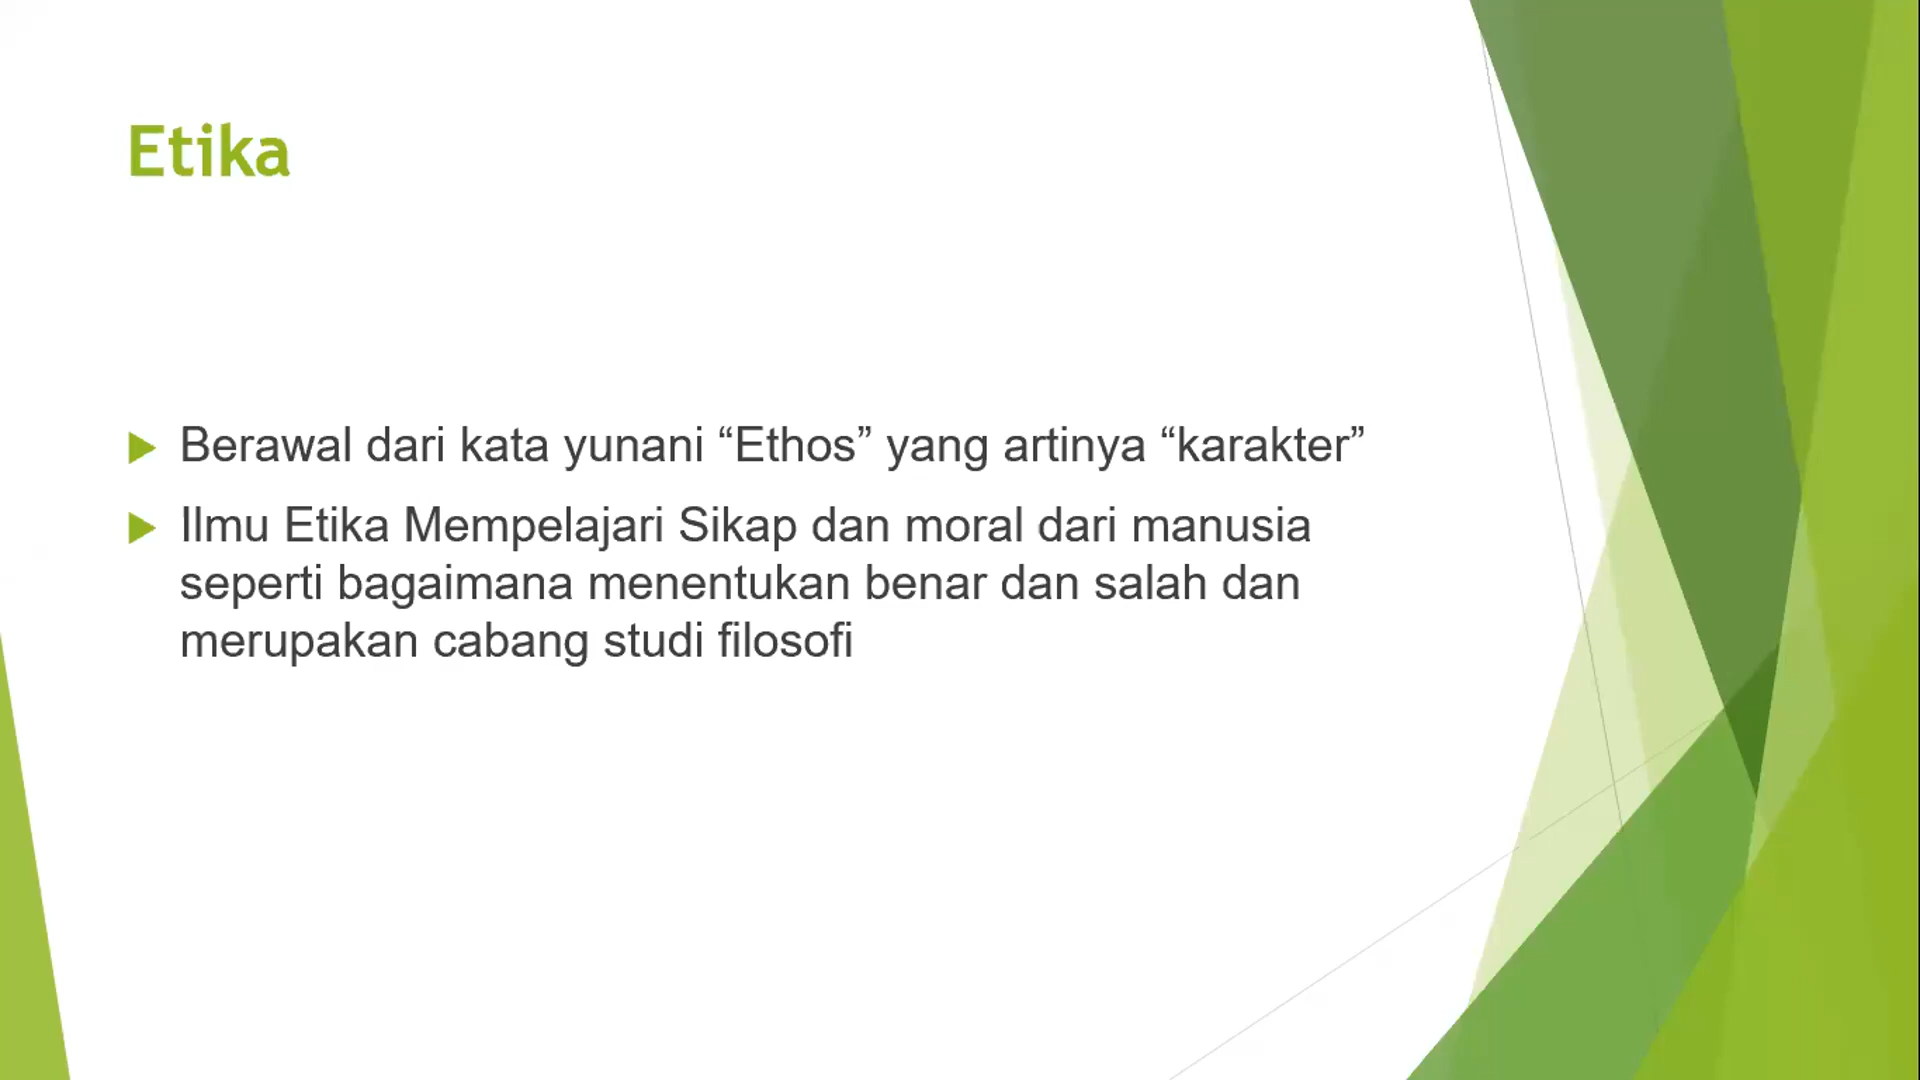 Etika
Berawal dari kata yunani “Ethos” yang artinya “karakter”
Ilmu Etika Mempelajari Sikap dan moral dari manusia
seperti bagaimana menentukan benar dan salah dan
merupakan cabang studi filosofi